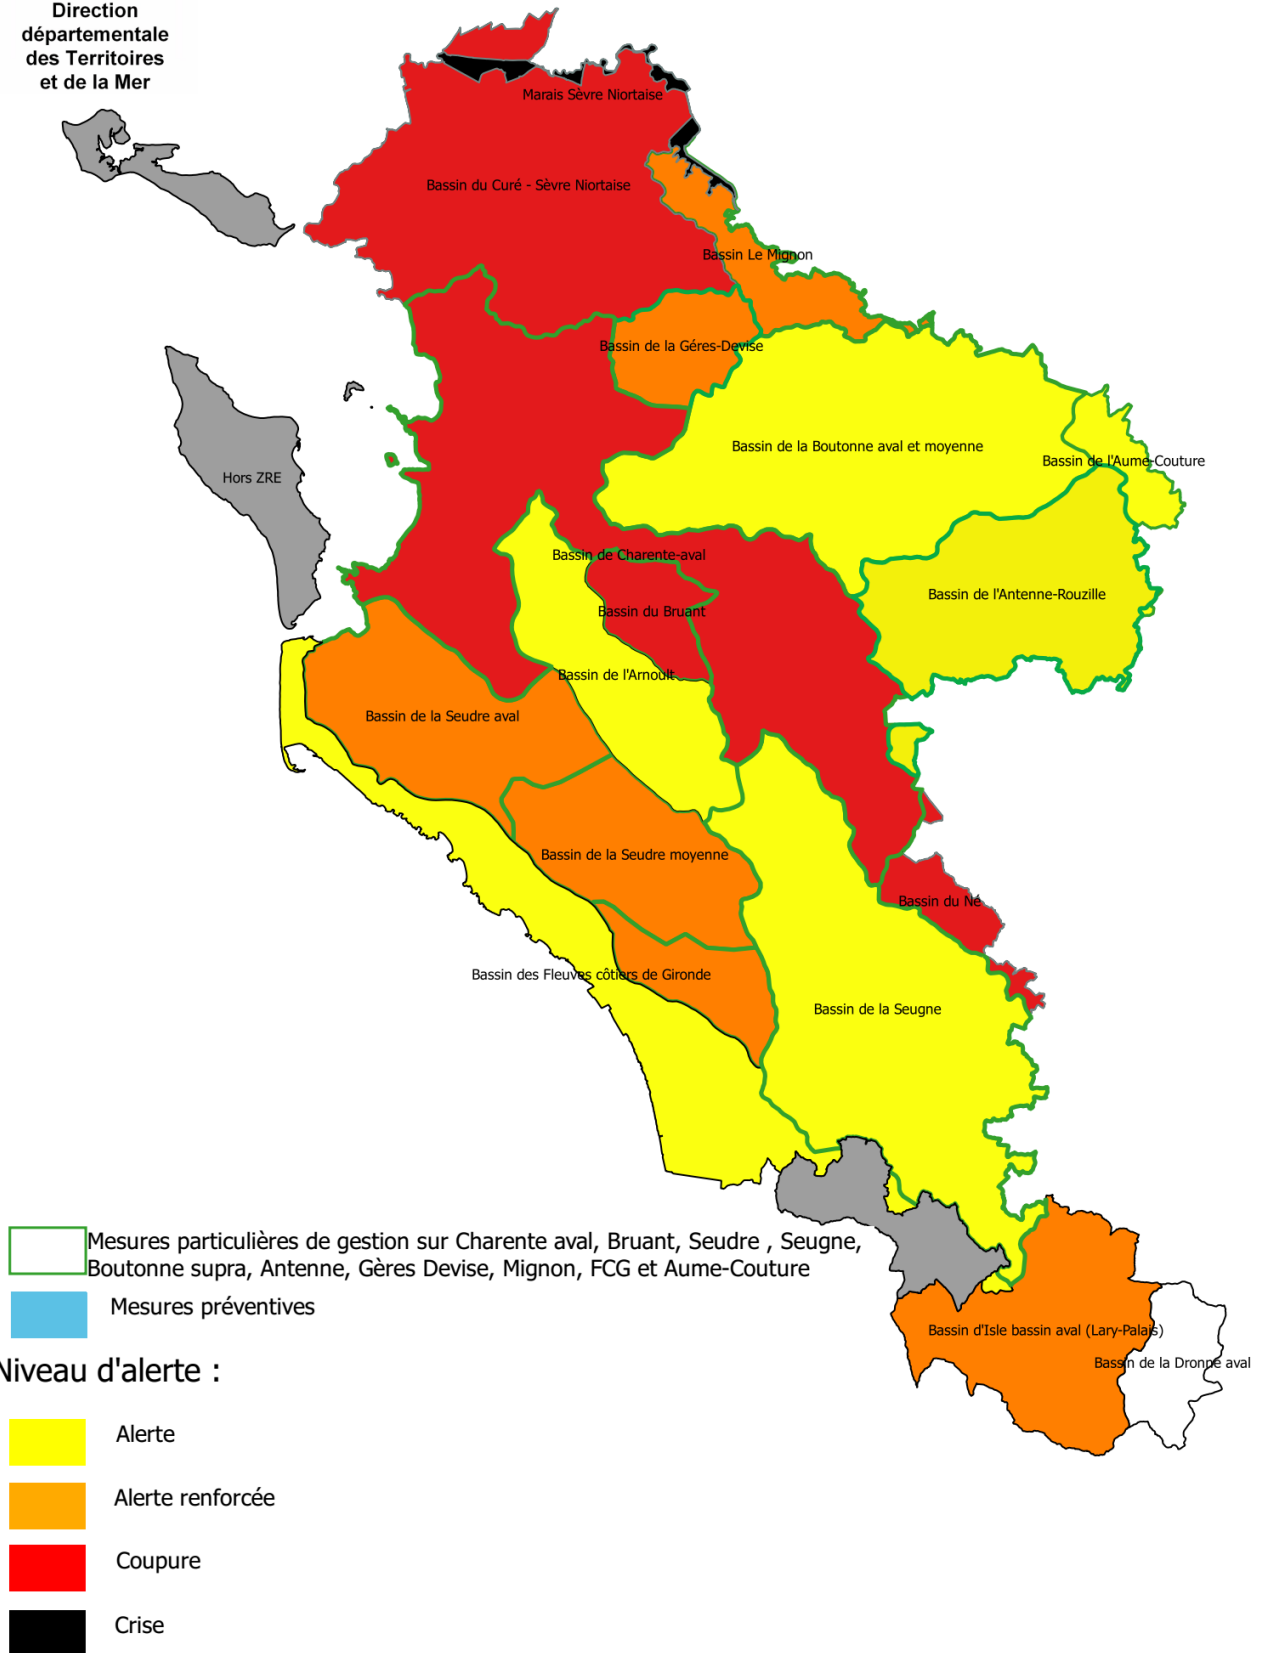 Direction
départementale
des Territoires
et de la Mer
Marais Sèvre Niortaise
Bassin du Curé - Sèvre Niortaise
Bassin Le Mignon
Bassin de la Géres-Devise
Bassin de la Boutonne aval et moyenne
Bassin de l'Aume-Couture
Hors ZRE
Bassin de Charente-aval
Bassin de l'Antenne-Rouzille
Bassin du Bruant
Bassin de l'Arnoult
Bassin de la Seudre aval
Bassin de la Seudre moyenne
Bassin du Né
Bassin des Fleuves côtiers de Gironde
Bassin de la Seugne
Mesures particulières de gestion sur Charente aval, Bruant, Seudre , Seugne,
Boutonne supra, Antenne, Gères Devise, Mignon, FCG et Aume-Couture
Mesures préventives
Bassin d'Isle bassin aval (Lary-Palais)
Bassin de la Dronne aval
Niveau d'alerte :
Alerte
Alerte renforcée
Coupure
Crise